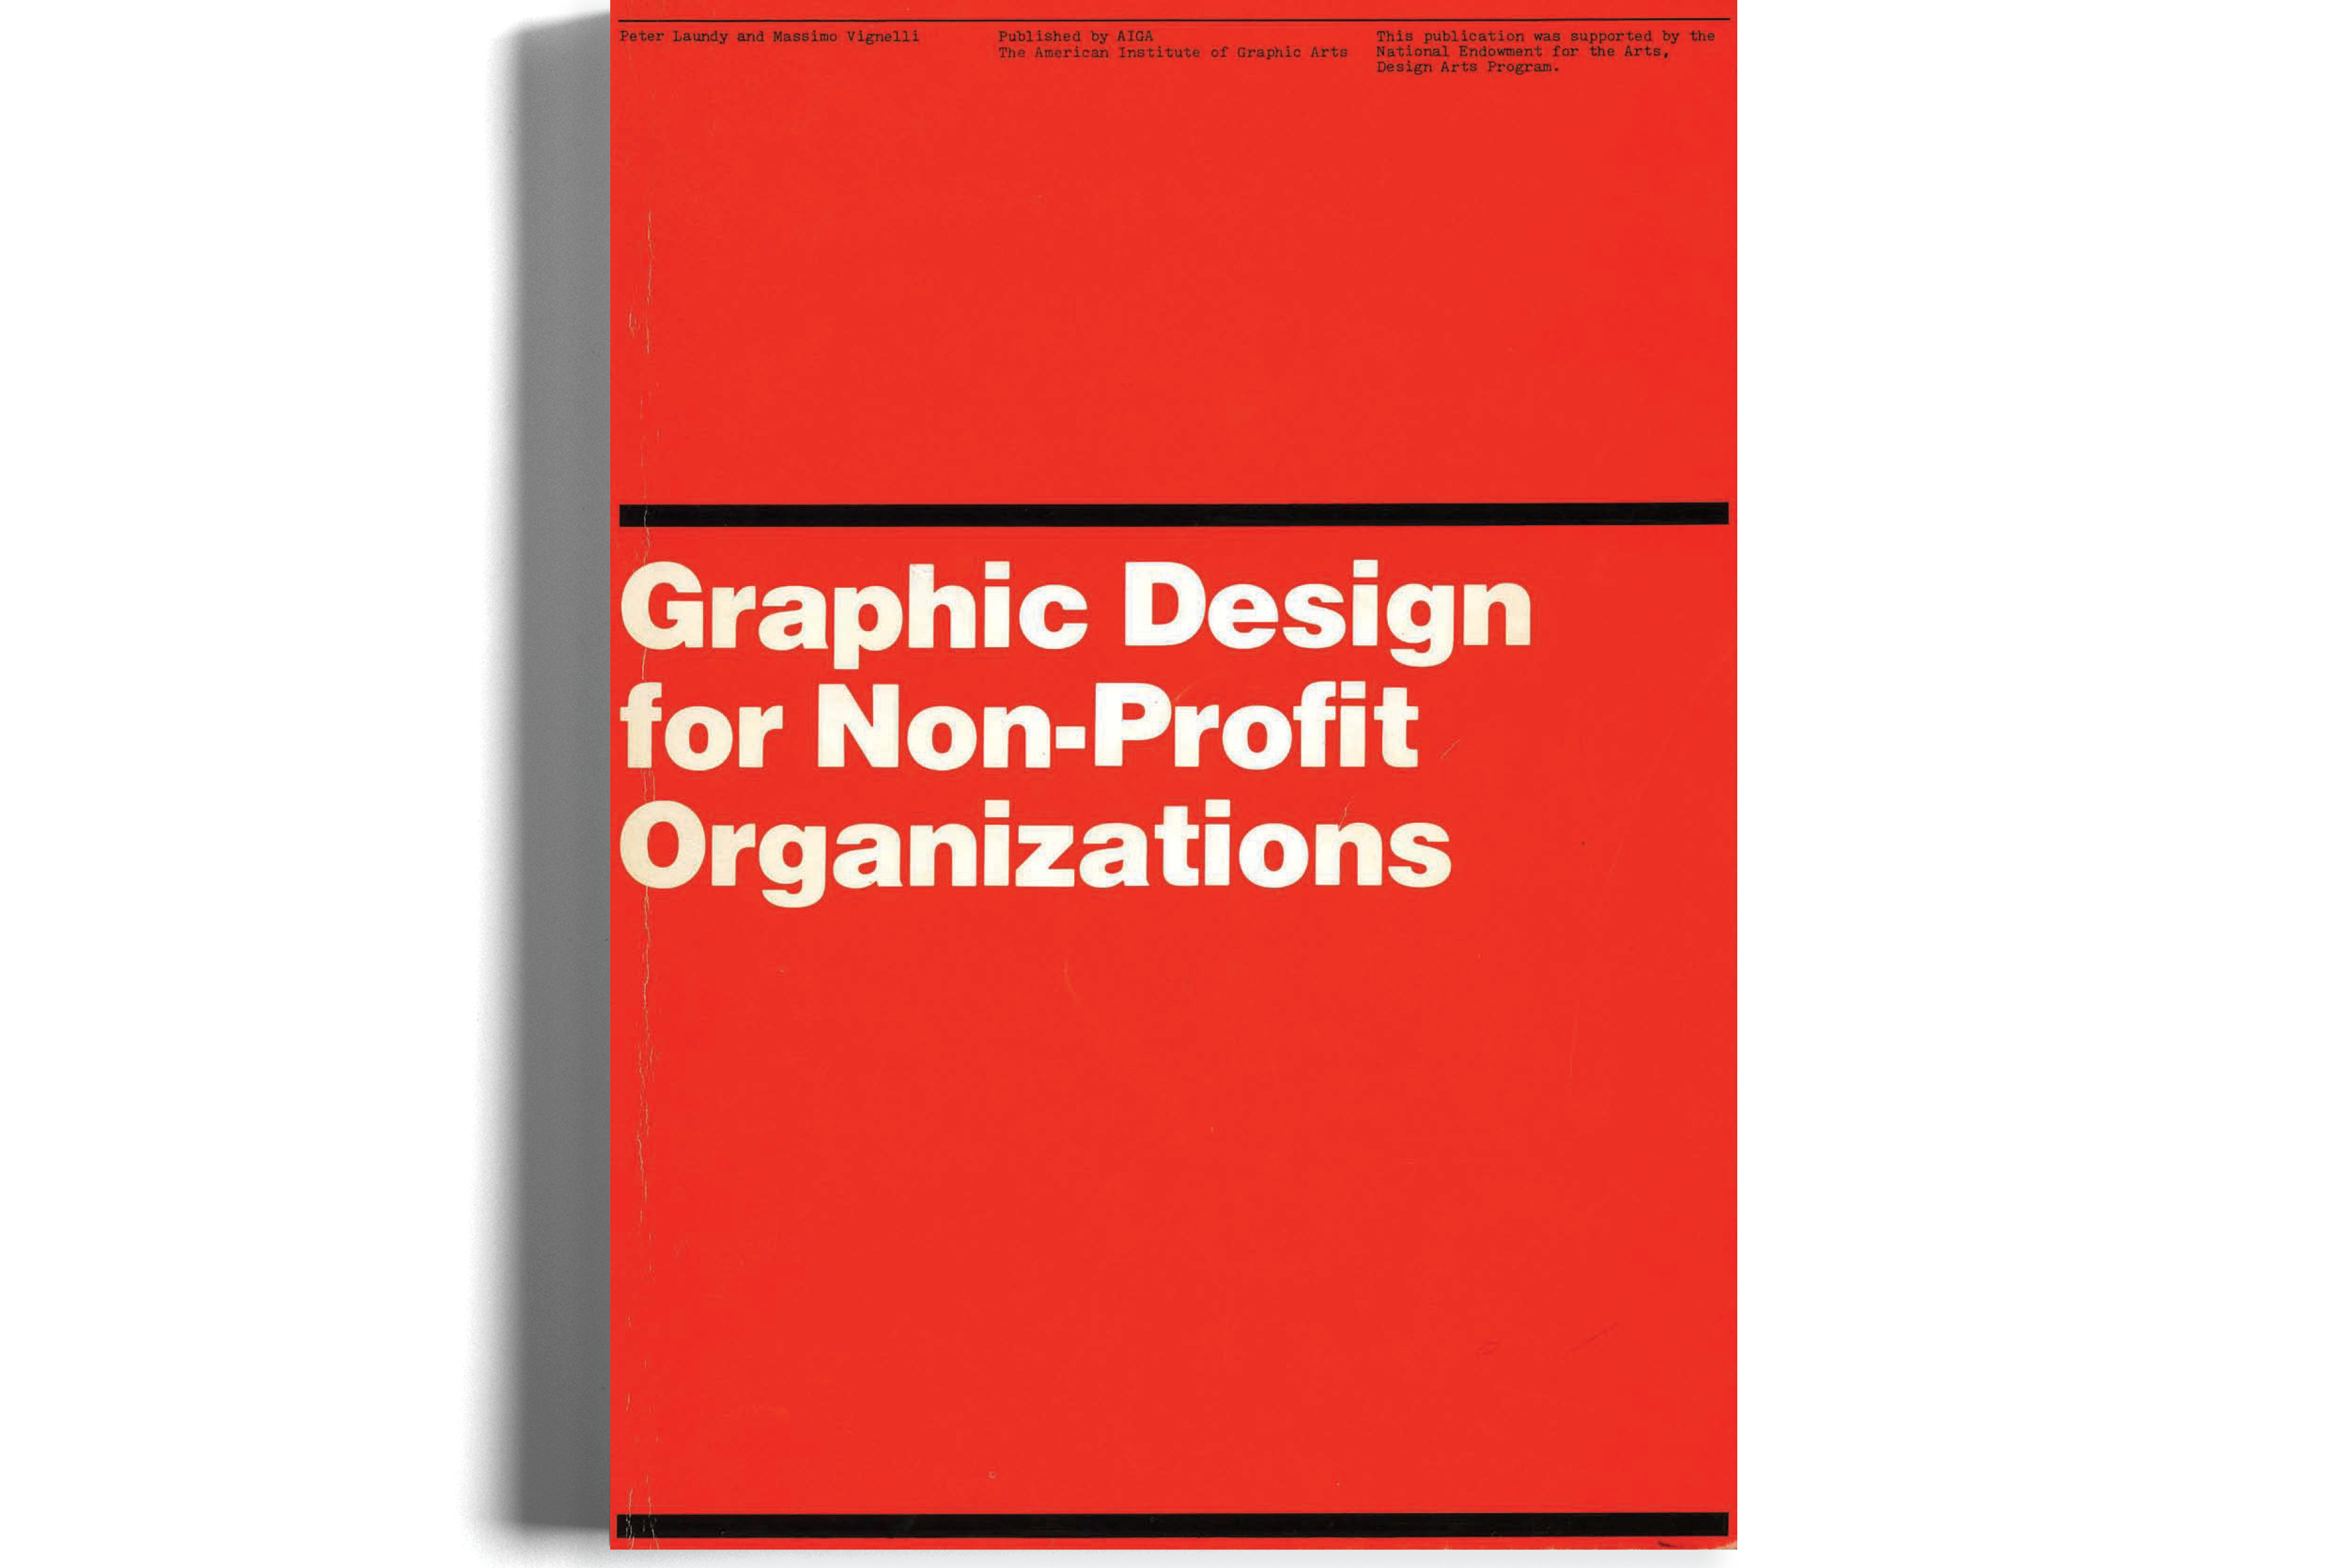 Peter Laundy and Massimo Vignelli
Published by AIGA
The American Institute of Graphic Arts
This publication was supported by the
National Endowment for the Arts,
Design Arts Program.
Graphic Design
for Non-Profit
Organizations